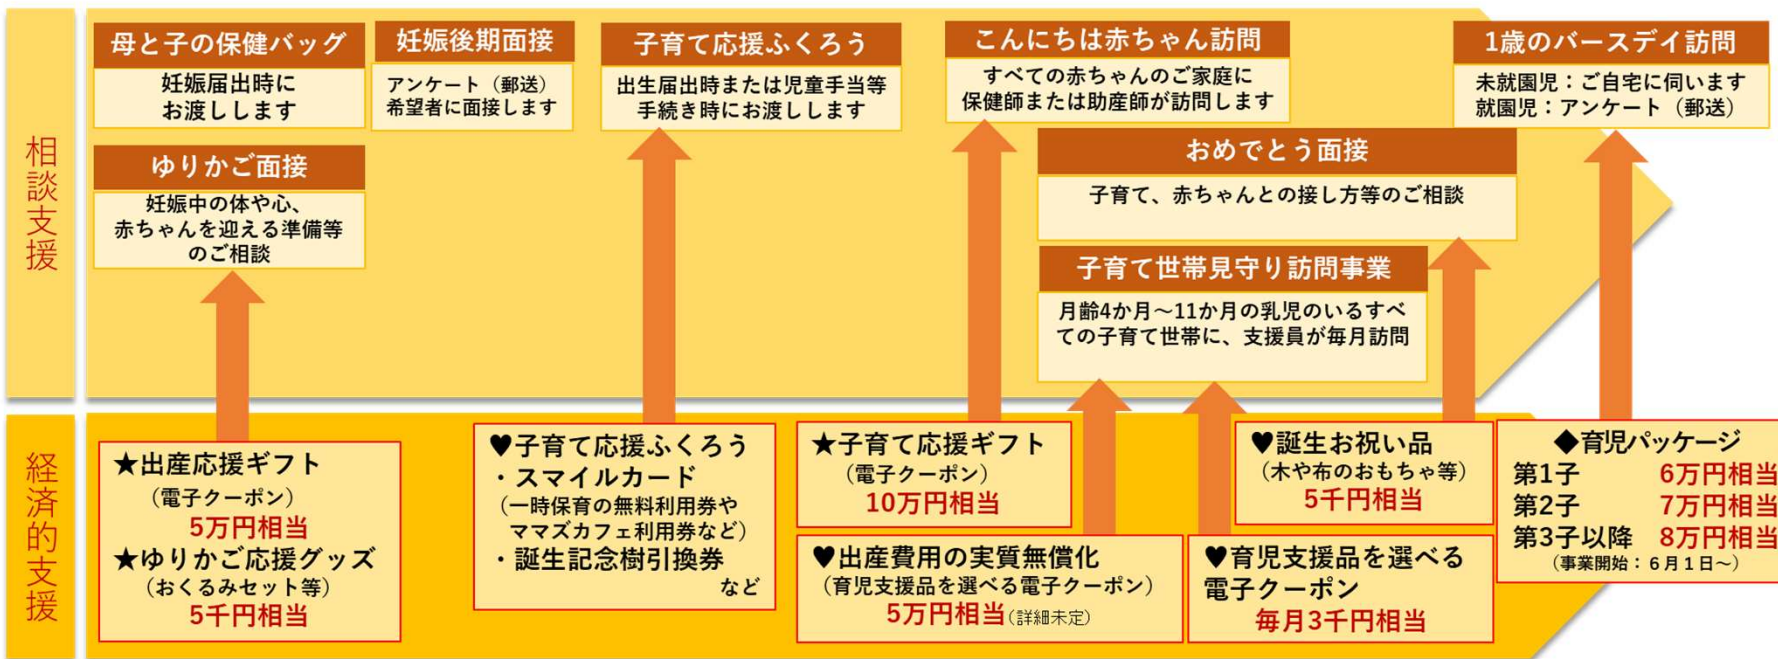 相談支援
母と子の保健バッグ
妊娠届出時に
お渡しします
妊娠後期面接
アンケート（郵送）
希望者に面接します
子育て応援ふくろう
出生届出時または児童手当等
手続き時にお渡しします
こんにちは赤ちゃん訪問
すべての赤ちゃんのご家庭に
保健師または助産師が訪問します
1歳のバースデイ訪問
未就園児：ご自宅に伺います
就園児：アンケート（郵送）
ゆりかご面接
妊娠中の体や心、
赤ちゃんを迎える準備等
のご相談
おめでとう面接
子育て、赤ちゃんとの接し方等のご相談
子育て世帯見守り訪問事業
月齢4か月～11か月の乳児のいるすべ
ての子育て世帯に、支援員が毎月訪問
経済的支援
★出産応援ギフト
（電子クーポン）
5万円相当
★ゆりかご応援グッズ
（おくるみセット等）
5千円相当
♥子育て応援ふくろう
・スマイルカード
（一時保育の無料利用券や
ママズカフェ利用券など）
・誕生記念樹引換券
など
★子育て応援ギフト
（電子クーポン）
10万円相当
♥出産費用の実質無償化
（育児支援品を選べる電子クーポン）
5万円相当（詳細未定）
♥誕生お祝い品
（木や布のおもちゃ等）
5千円相当
♥育児支援品を選べる
電子クーポン
毎月3千円相当
◆育児パッケージ
第1子 6万円相当
第2子 7万円相当
第3子以降 8万円相当
（事業開始：６月１日～）